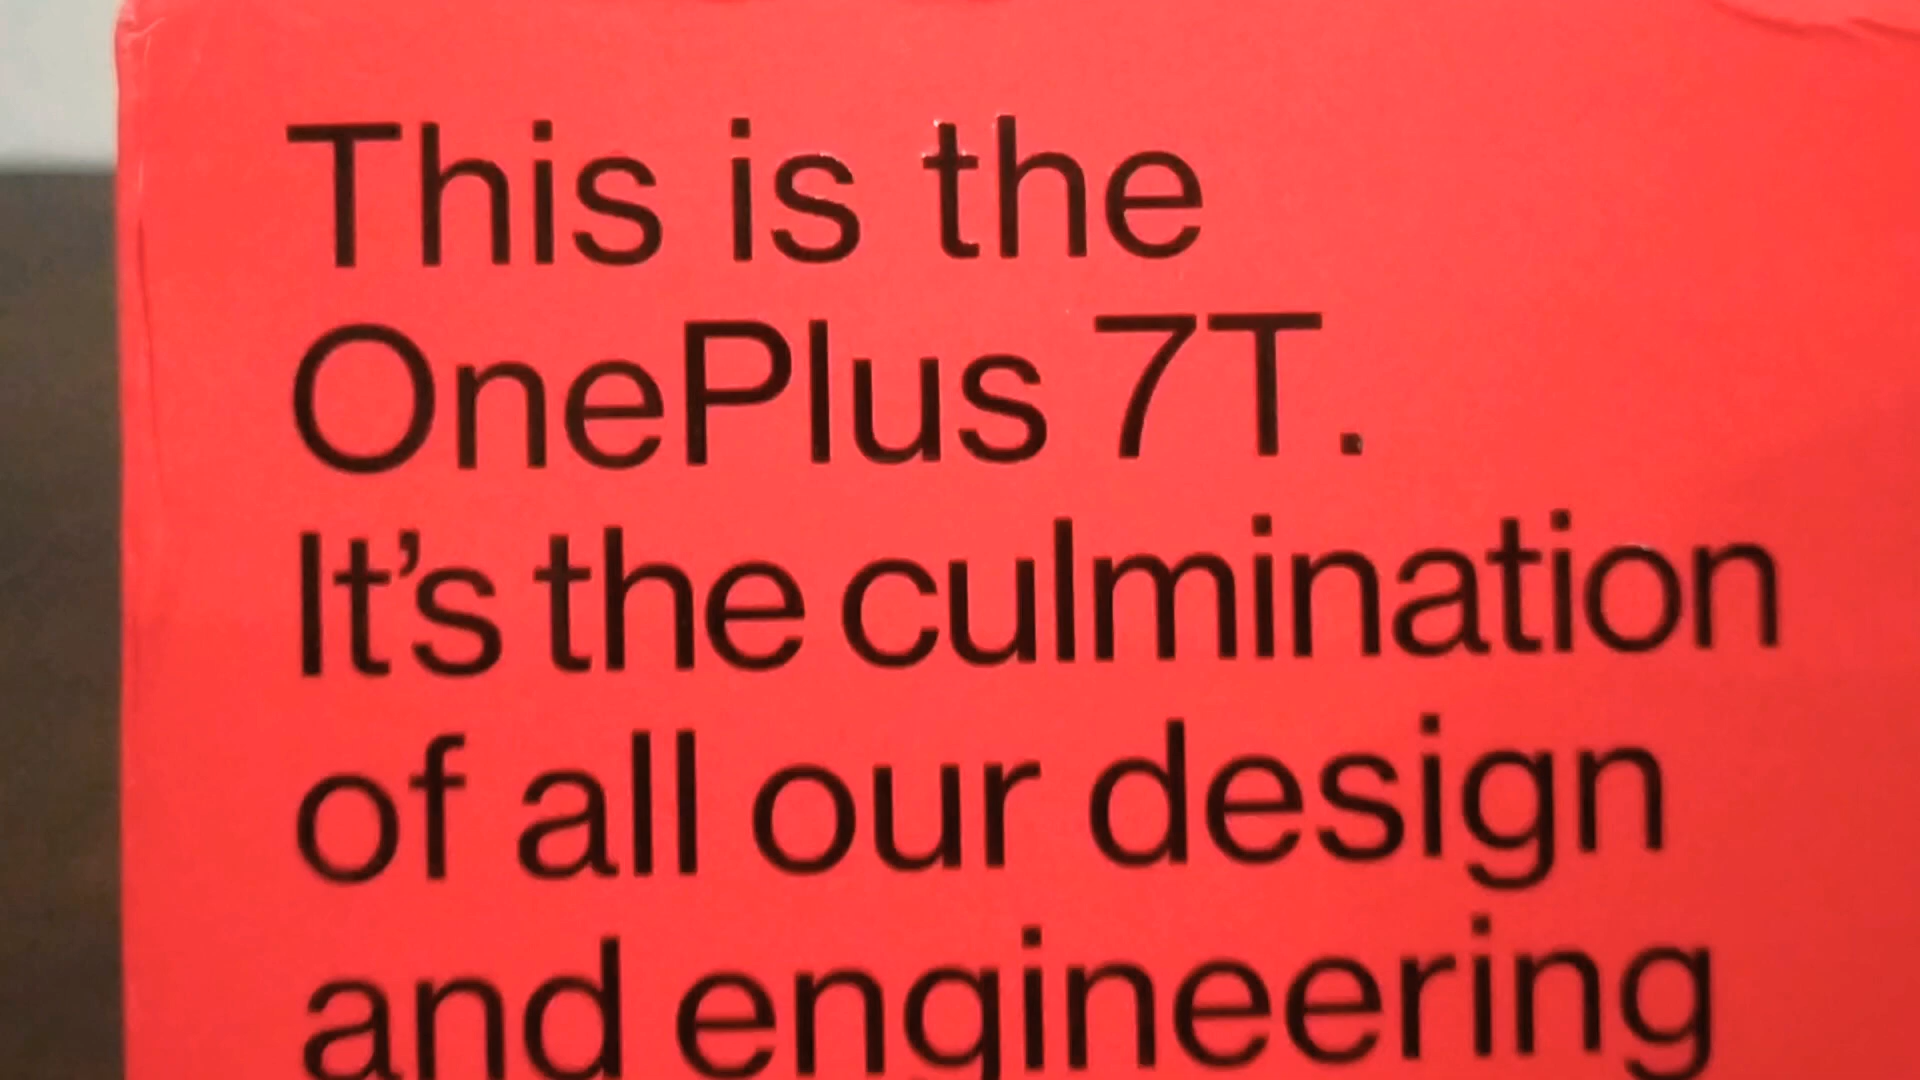 This is the
OnePlus 7T.
It’s the culmination
of all our design
and engineering